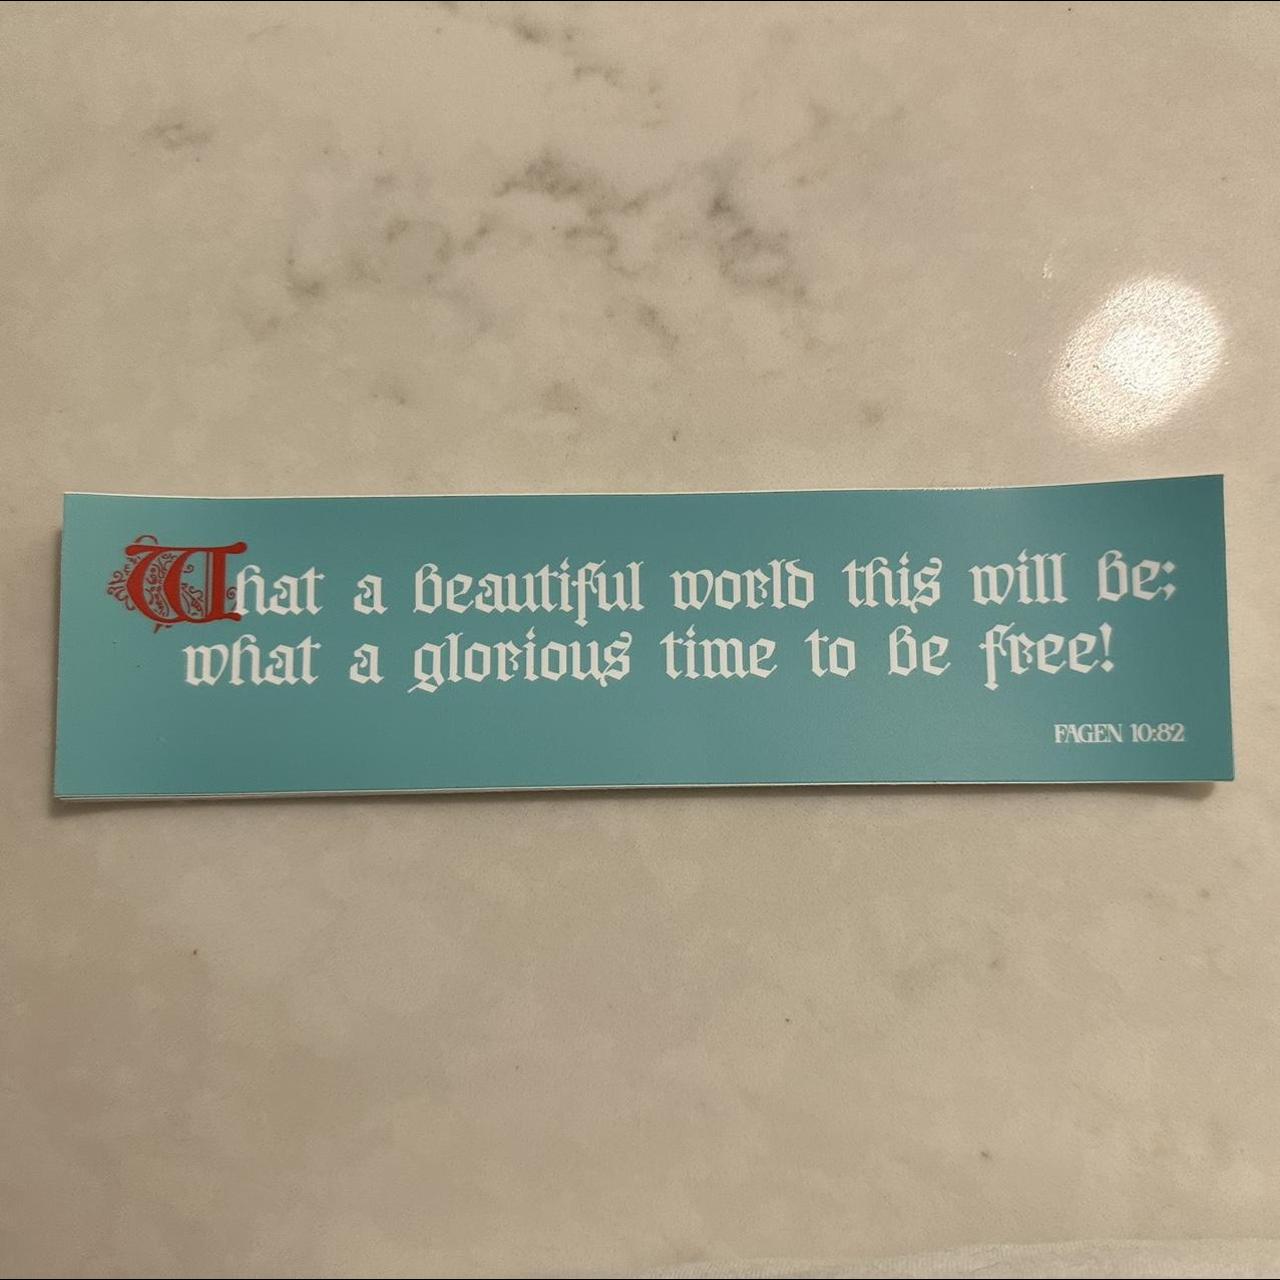 What a beautiful world this will be;
what a glorious time to be free!
FAGEN 10:82